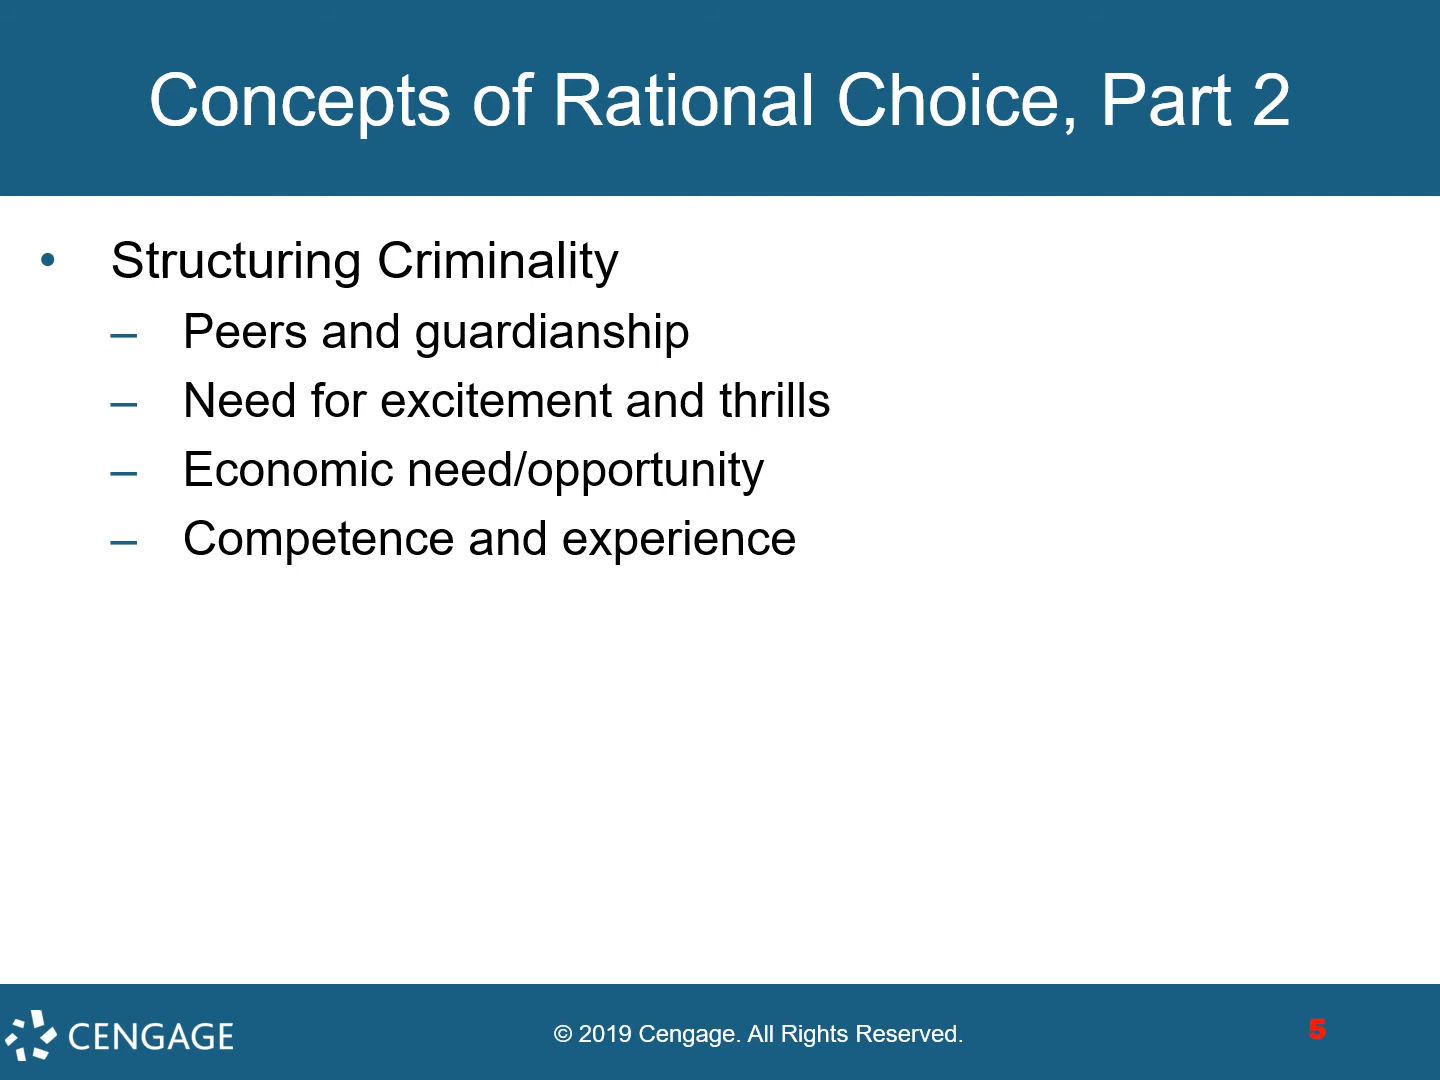 Concepts of Rational Choice, Part 2
• Structuring Criminality
– Peers and guardianship
– Need for excitement and thrills
– Economic need/opportunity
– Competence and experience
CENGAGE
© 2019 Cengage. All Rights Reserved.
5